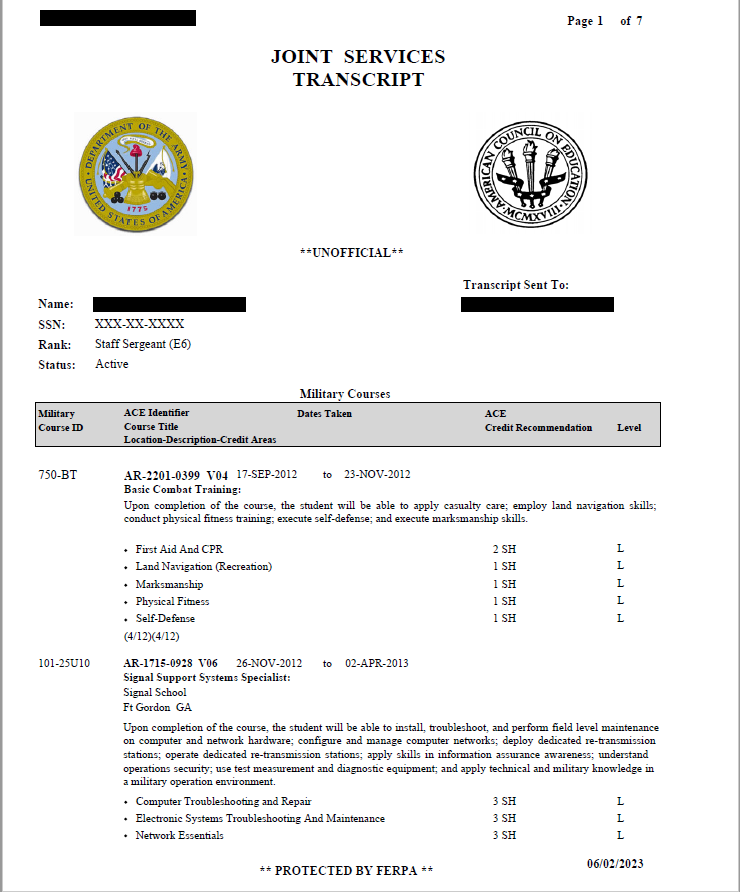 Page 1 of 7
JOINT SERVICES
TRANSCRIPT
DEPARTMENT OF THE ARMY
UNITED STATES OF AMERICA
1775
AMERICAN COUNCIL ON EDUCATION
MCMXVIII
**UNOFFICIAL**
Transcript Sent To:
Name:
SSN: XXX-XX-XXXX
Rank: Staff Sergeant (E6)
Status: Active
Military Courses
Military ACE Identifier Dates Taken ACE
Course ID Course Title Credit Recommendation Level
Location-Description-Credit Areas
750-BT AR-2201-0399 V04 17-SEP-2012 to 23-NOV-2012
Basic Combat Training:
Upon completion of the course, the student will be able to apply casualty care; employ land navigation skills;
conduct physical fitness training; execute self-defense; and execute marksmanship skills.
• First Aid And CPR 2 SH L
• Land Navigation (Recreation) 1 SH L
• Marksmanship 1 SH L
• Physical Fitness 1 SH L
• Self-Defense 1 SH L
(4/12)(4/12)
101-25U10 AR-1715-0928 V06 26-NOV-2012 to 02-APR-2013
Signal Support Systems Specialist:
Signal School
Ft Gordon GA
Upon completion of the course, the student will be able to install, troubleshoot, and perform field level maintenance
on computer and network hardware; configure and manage computer networks; deploy dedicated re-transmission
stations; operate dedicated re-transmission stations; apply skills in information assurance awareness; understand
operations security; use test measurement and diagnostic equipment; and apply technical and military knowledge in
a military operation environment.
• Computer Troubleshooting and Repair 3 SH L
• Electronic Systems Troubleshooting And Maintenance 3 SH L
• Network Essentials 3 SH L
06/02/2023
** PROTECTED BY FERPA **